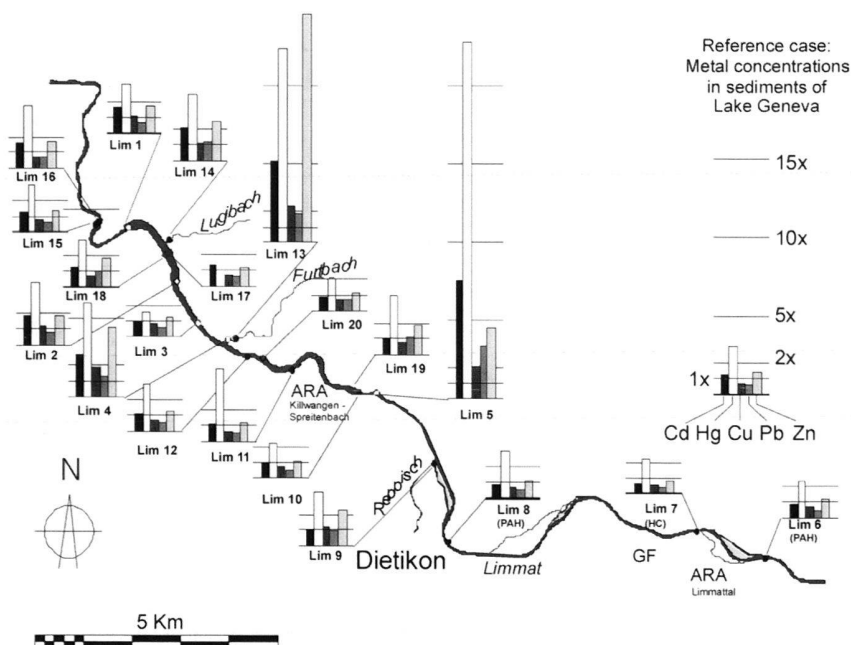 Reference case:
Metal concentrations
in sediments of
Lake Geneva
15x
10x
5x
2x
1x
Cd Hg Cu Pb Zn
Lim 1
Lim 16
Lim 14
Lim 15
Lugibach
Lim 13
Lim 18
Lim 17
Furtbach
Lim 20
Lim 2
Lim 3
Lim 19
Lim 4
ARA
Killwangen -
Spreitenbach
Lim 5
Lim 12
Lim 11
Lim 10
N
Lim 8
(PAH)
Lim 7
(HC)
Lim 6
(PAH)
Lim 9
Dietikon
Limmat
GF
ARA
Limmattal
5 Km